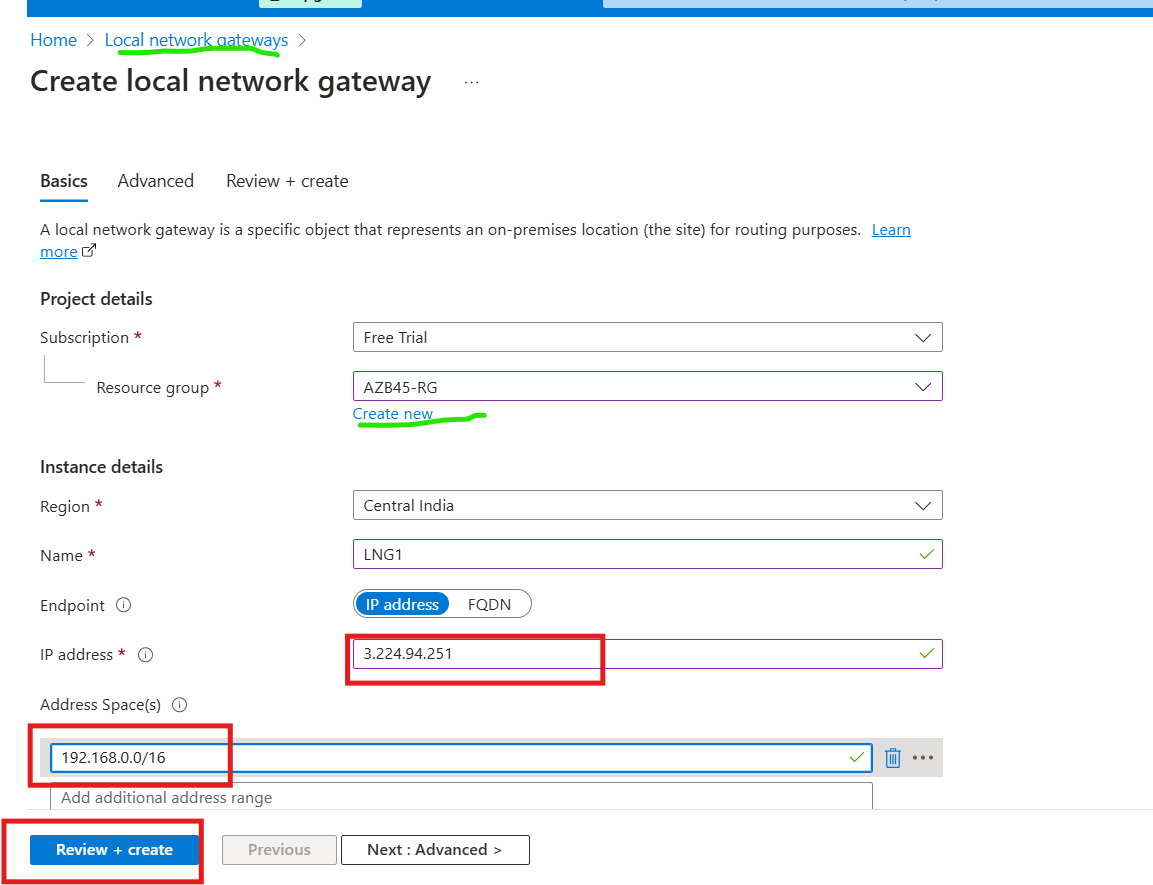 Home > Local network gateways >
Create local network gateway ...
Basics Advanced Review + create
A local network gateway is a specific object that represents an on-premises location (the site) for routing purposes. Learn
more
Project details
Subscription * Free Trial
Resource group * AZB45-RG
Create new
Instance details
Region * Central India
Name * LNG1
Endpoint IP address FQDN
IP address * 3.224.94.251
Address Space(s)
192.168.0.0/16
Add additional address range
Review + create Previous Next : Advanced >